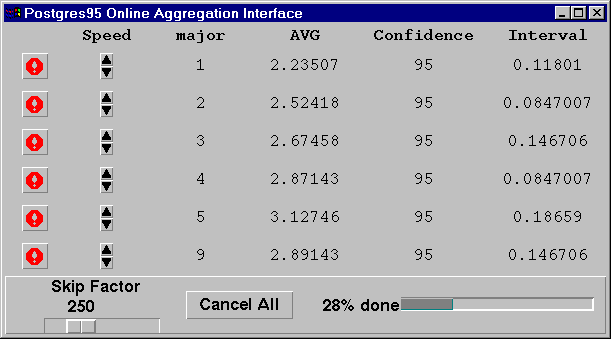 Postgres95 Online Aggregation Interface
Speed major AVG Confidence Interval
1 2.23507 95 0.11801
2 2.52418 95 0.0847007
3 2.67458 95 0.146706
4 2.87143 95 0.0847007
5 3.12746 95 0.18659
9 2.89143 95 0.146706
Skip Factor
250
Cancel All
28% done